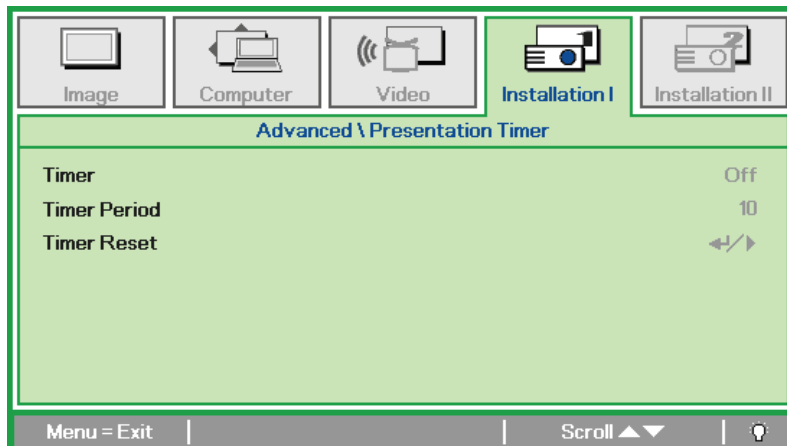 Image Computer Video Installation I Installation II
Advanced \ Presentation Timer
Timer Off
Timer Period 10
Timer Reset
Menu = Exit Scroll